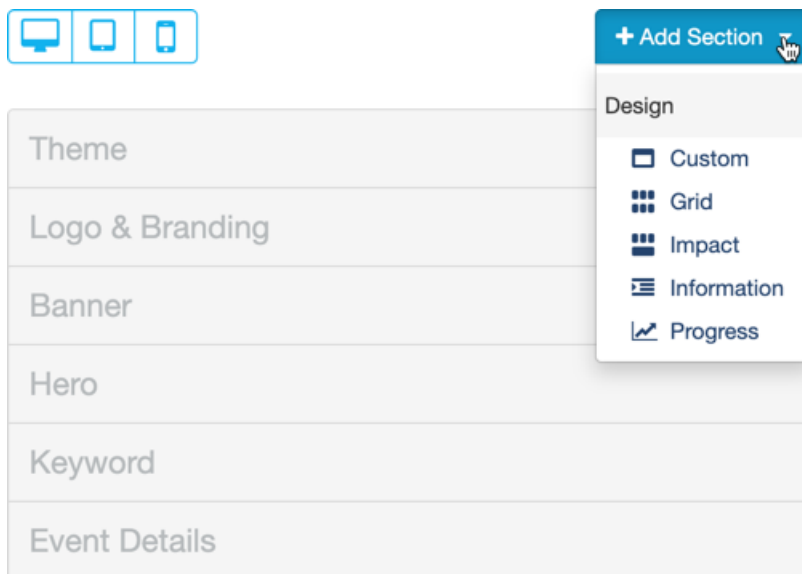 + Add Section
Design
Custom
Grid
Impact
Information
Progress
Theme
Logo & Branding
Banner
Hero
Keyword
Event Details